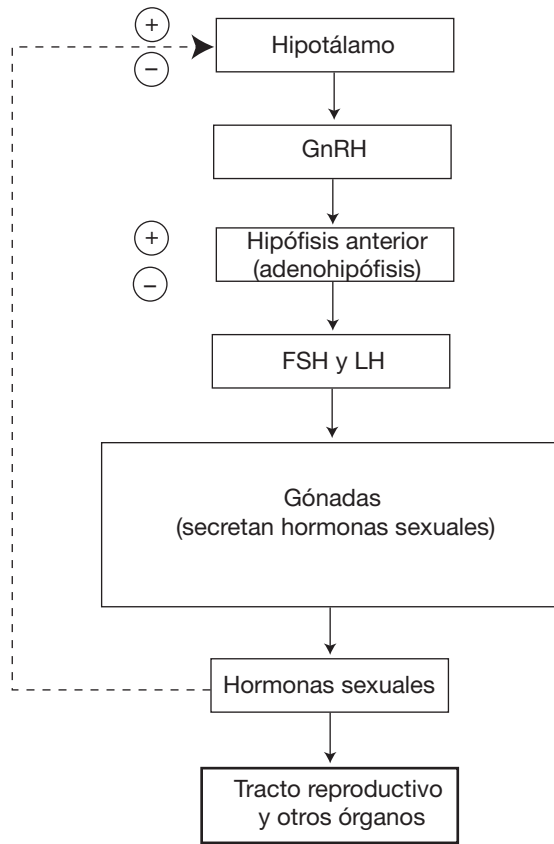 +
−
Hipotálamo
GnRH
+
−
Hipófisis anterior
(adenohipófisis)
FSH y LH
Gónadas
(secretan hormonas sexuales)
Hormonas sexuales
Tracto reproductivo
y otros órganos